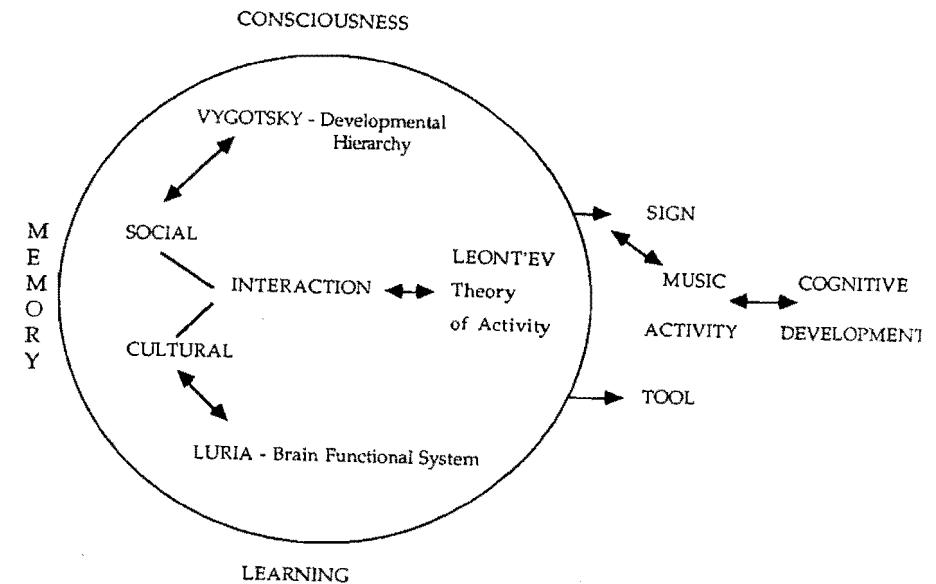 CONSCIOUSNESS
VYGOTSKY - Developmental
Hierarchy
MEMORY
SOCIAL
SIGN
INTERACTION
LEONT'EV
Theory
of Activity
MUSIC
ACTIVITY
COGNITIVE
DEVELOPMENT
CULTURAL
TOOL
LURIA - Brain Functional System
LEARNING